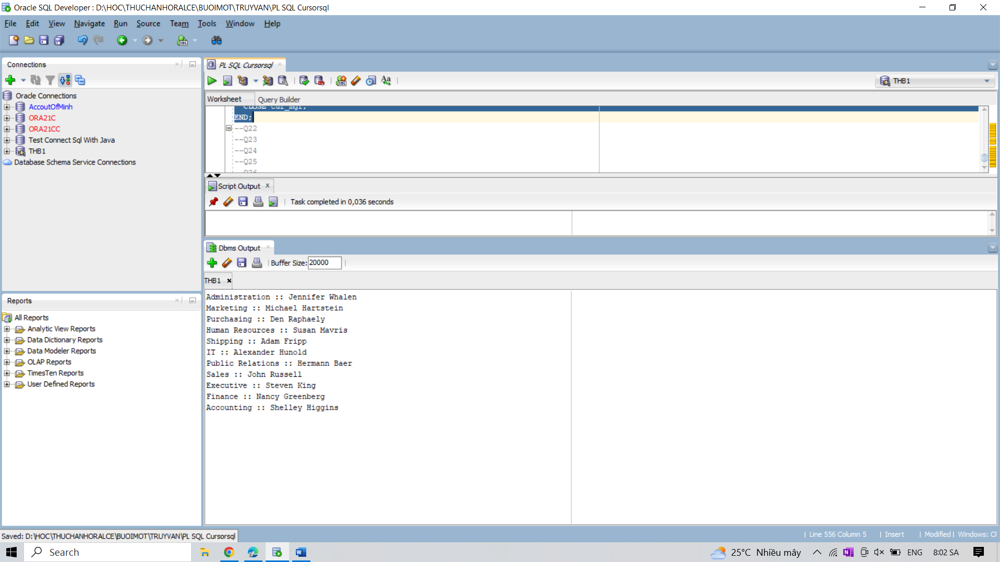 Oracle SQL Developer : D:\HOC\THUCHANHORALCE\BUOIMOT\TRUYVAN\PL SQL Cursorsql
File Edit View Navigate Run Source Team Tools Window Help
Connections
Oracle Connections
AccoutOfMinh
ORA21C
ORA21CC
Test Connect Sql With Java
THB1
Database Schema Service Connections
Reports
All Reports
Analytic View Reports
Data Dictionary Reports
Data Modeler Reports
OLAP Reports
TimesTen Reports
User Defined Reports
PL SQL Cursorsql
THB1
Worksheet Query Builder
CLOSE cur_mgr;
END;
--Q22
--Q23
--Q24
--Q25
--Q26
Script Output
Task completed in 0,036 seconds
Dbms Output
Buffer Size: 20000
THB1
Administration :: Jennifer Whalen
Marketing :: Michael Hartstein
Purchasing :: Den Raphaely
Human Resources :: Susan Mavris
Shipping :: Adam Fripp
IT :: Alexander Hunold
Public Relations :: Hermann Baer
Sales :: John Russell
Executive :: Steven King
Finance :: Nancy Greenberg
Accounting :: Shelley Higgins
Saved: D:\HOC\THUCHANHORALCE\BUOIMOT\TRUYVAN\PL SQL Cursorsql
| Line 556 Column 5 | Insert | Modified | Windows: CR
Search
25°C Nhiều mây
ENG
8:02 SA